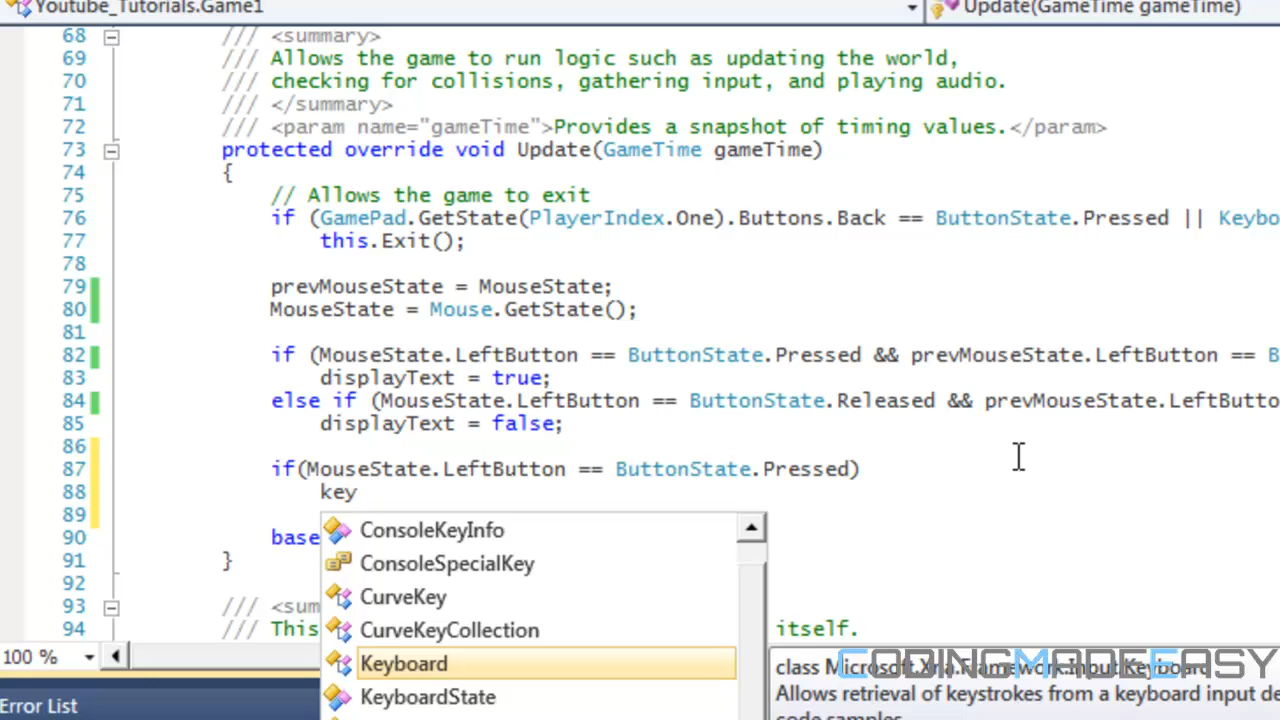 Youtube_Tutorials.Game1
Update(GameTime gameTime)
68 /// <summary>
69 /// Allows the game to run logic such as updating the world,
70 /// checking for collisions, gathering input, and playing audio.
71 /// </summary>
72 /// <param name="gameTime">Provides a snapshot of timing values.</param>
73 protected override void Update(GameTime gameTime)
74 {
75 // Allows the game to exit
76 if (GamePad.GetState(PlayerIndex.One).Buttons.Back == ButtonState.Pressed || Keybo
77 this.Exit();
78
79 prevMouseState = MouseState;
80 MouseState = Mouse.GetState();
81
82 if (MouseState.LeftButton == ButtonState.Pressed && prevMouseState.LeftButton == B
83 displayText = true;
84 else if (MouseState.LeftButton == ButtonState.Released && prevMouseState.LeftButto
85 displayText = false;
86
87 if(MouseState.LeftButton == ButtonState.Pressed)
88 key
89
90 base
91 }
92
93 /// <sum
94 /// This itself.
ConsoleKeyInfo
ConsoleSpecialKey
CurveKey
CurveKeyCollection
Keyboard
KeyboardState
class Microsoft.Xna.Framework.Input.Keyboard
Allows retrieval of keystrokes from a keyboard input de
code samples
CODINGMADEEASY
100 %
Error List